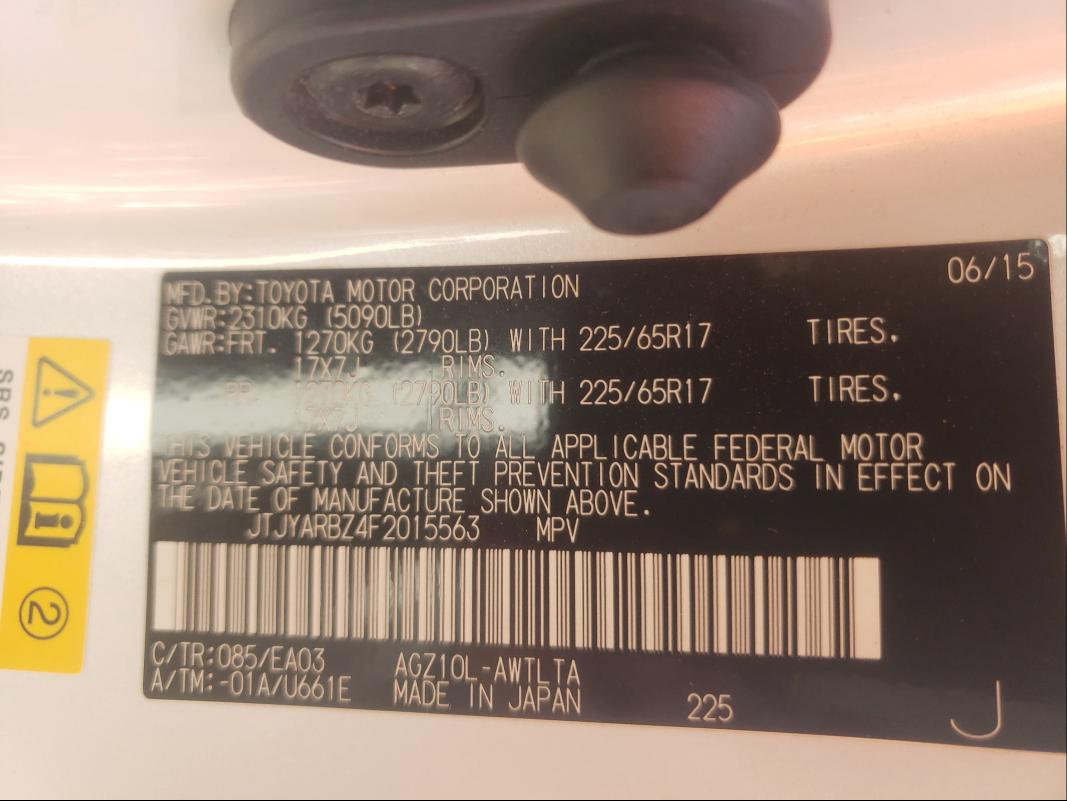 06/15
MFD.BY:TOYOTA MOTOR CORPORATION
GVWR:2310KG (5090LB)
GAWR:FRT. 1270KG (2790LB) WITH 225/65R17 TIRES.
17X7J RIMS.
RR. 1270KG (2790LB) WITH 225/65R17 TIRES.
17X7J RIMS.
THIS VEHICLE CONFORMS TO ALL APPLICABLE FEDERAL MOTOR
VEHICLE SAFETY AND THEFT PREVENTION STANDARDS IN EFFECT ON
THE DATE OF MANUFACTURE SHOWN ABOVE.
JTJYARBZ4F2015563 MPV
C/TR:085/EA03 AGZ10L-AWTLTA
A/TM:-01A/U661E MADE IN JAPAN 225 J
SRS
2